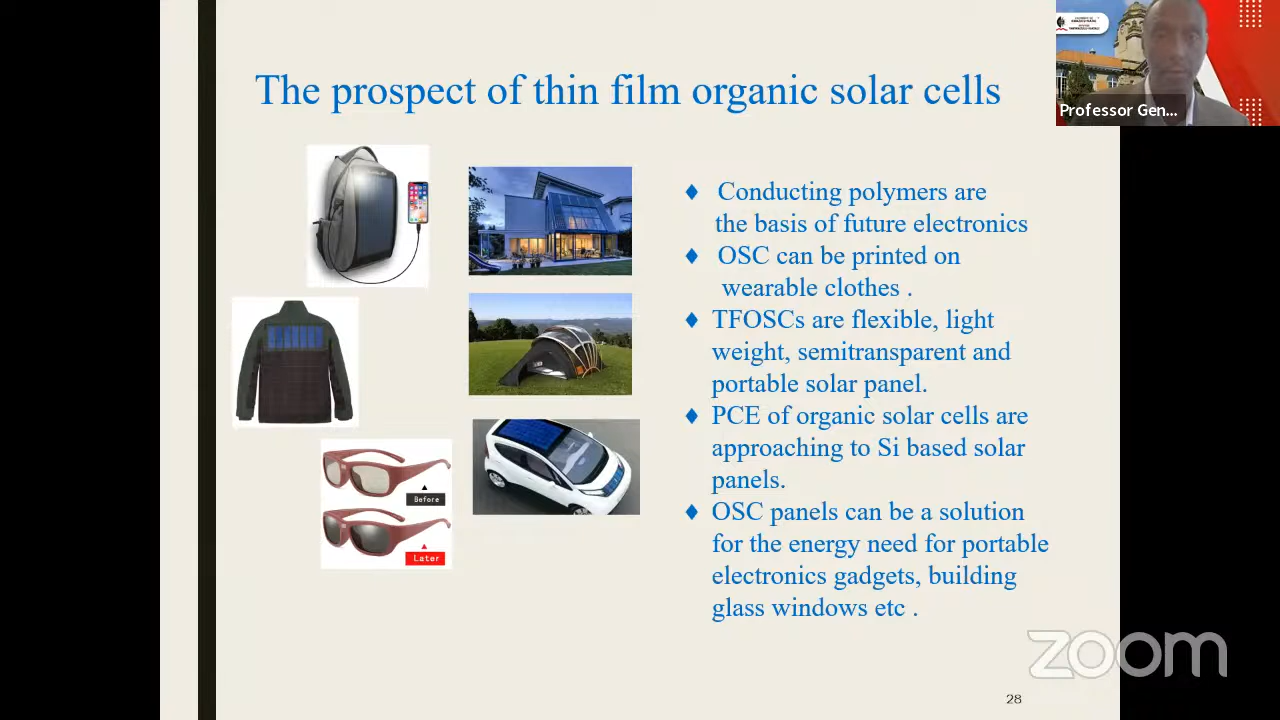 The prospect of thin film organic solar cells
Professor Gen...
♦ Conducting polymers are
the basis of future electronics
♦ OSC can be printed on
wearable clothes .
♦ TFOSCs are flexible, light
weight, semitransparent and
portable solar panel.
♦ PCE of organic solar cells are
approaching to Si based solar
panels.
♦ OSC panels can be a solution
for the energy need for portable
electronics gadgets, building
glass windows etc .
Before
Later
zoom
28